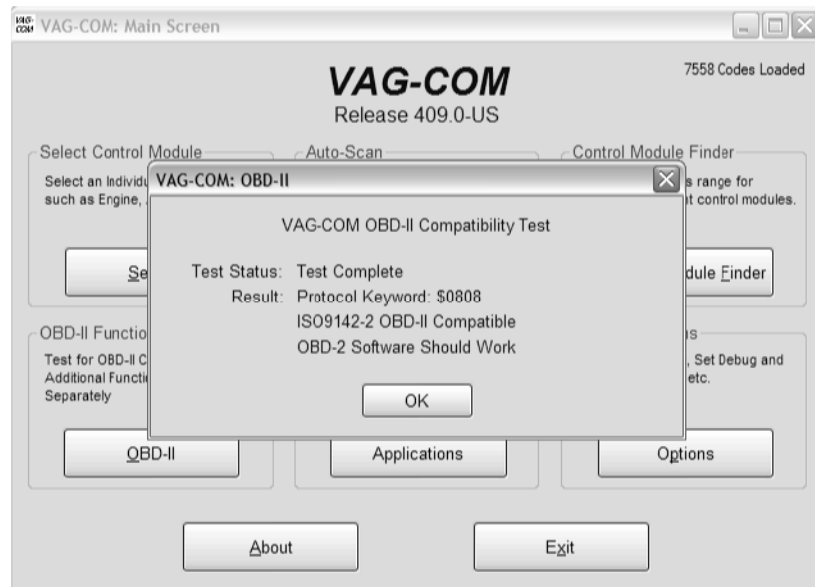 VAG-COM
VAG-COM: Main Screen
VAG-COM
Release 409.0-US
7558 Codes Loaded
Select Control Module
Auto-Scan
Control Module Finder
Select an
such as Engine,
range for
control modules.
Finder
VAG-COM: OBD-II
VAG-COM OBD-II Compatibility Test
Test Status: Test Complete
Result: Protocol Keyword: $0808
ISO9142-2 OBD-II Compatible
OBD-2 Software Should Work
OK
OBD-II
Test for OBD-II
Additional
Separately
, Set Debug and
etc.
OBD-II
Applications
Options
About
Exit